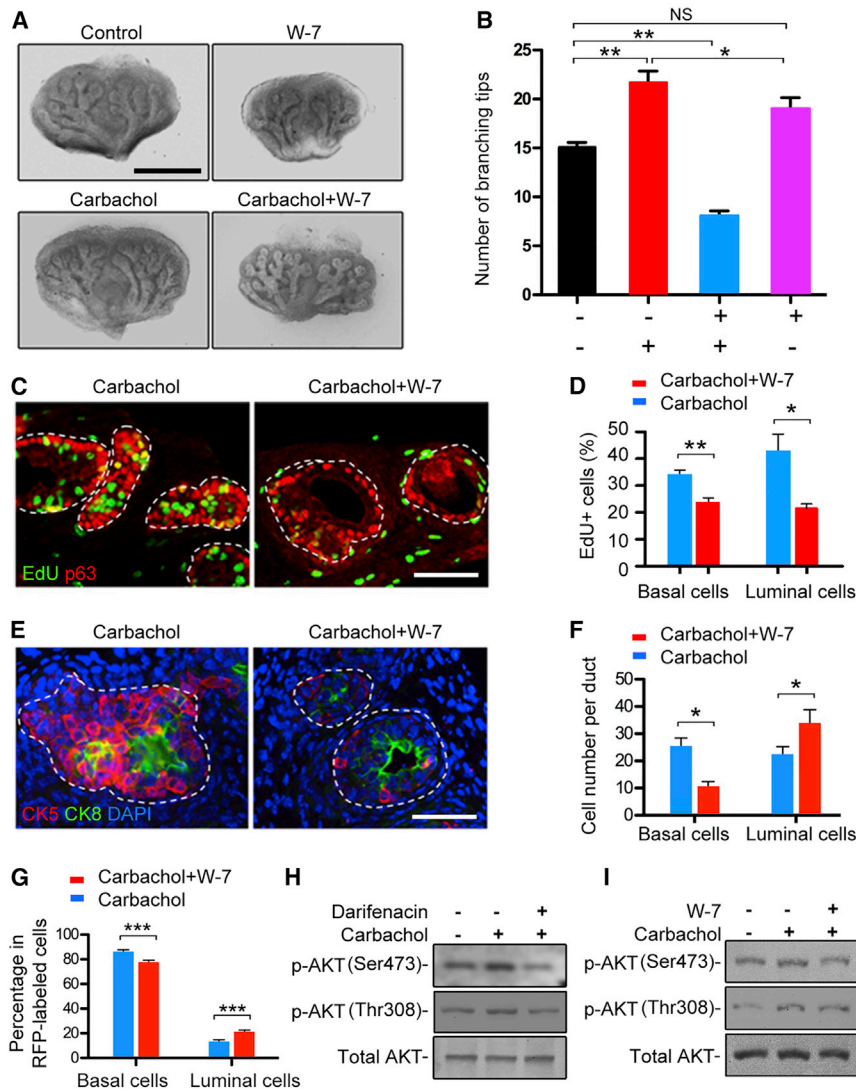 A
Control
W-7
Carbachol
Carbachol+W-7
B
NS
**
**
*
Number of branching tips
25
20
15
10
5
0
- - + +
- + + -
C
Carbachol
Carbachol+W-7
EdU p63
D
Carbachol+W-7
Carbachol
EdU+ cells (%)
50
40
30
20
10
0
**
*
Basal cells
Luminal cells
E
Carbachol
Carbachol+W-7
CK5 CK8 DAPI
F
Carbachol+W-7
Carbachol
Cell number per duct
50
40
30
20
10
0
*
*
Basal cells
Luminal cells
G
Carbachol+W-7
Carbachol
Percentage in
RFP-labeled cells
100
80
60
40
20
0
***
***
Basal cells
Luminal cells
H
Darifenacin - - +
Carbachol - + +
p-AKT(Ser473)-
p-AKT(Thr308)-
Total AKT-
I
W-7 - - +
Carbachol - + +
p-AKT(Ser473)-
p-AKT(Thr308)-
Total AKT-